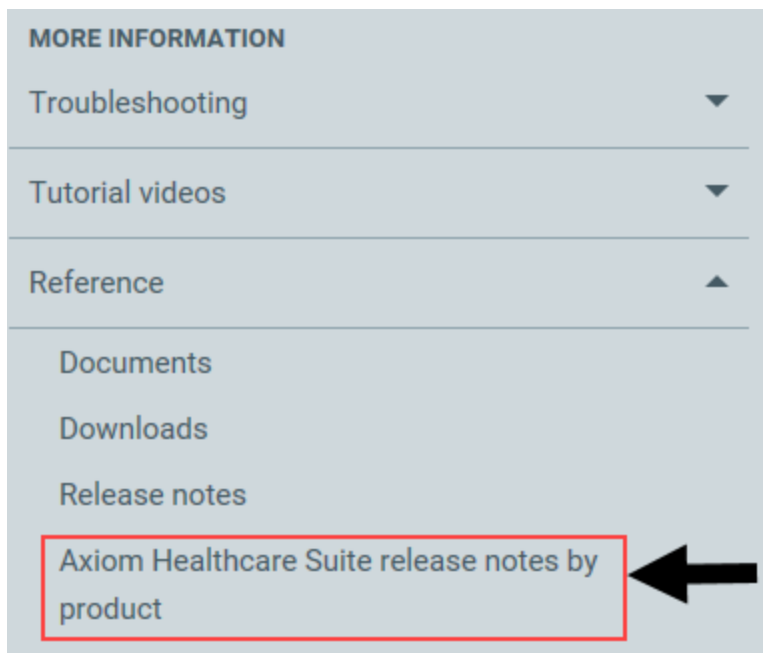 MORE INFORMATION
Troubleshooting
Tutorial videos
Reference
Documents
Downloads
Release notes
Axiom Healthcare Suite release notes by
product